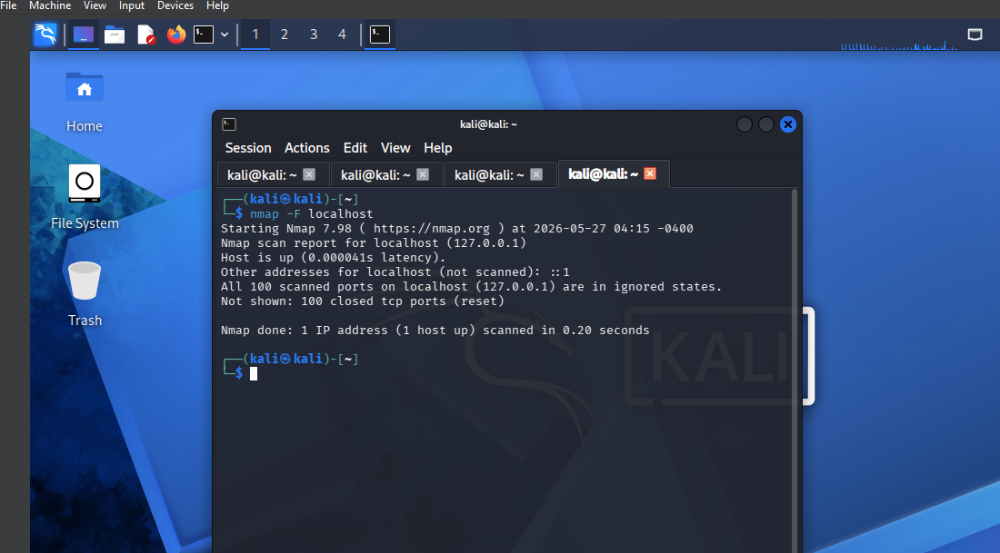 File Machine View Input Devices Help
1 2 3 4
Home
File System
Trash
kali@kali: ~
Session Actions Edit View Help
kali@kali: ~ kali@kali: ~ kali@kali: ~ kali@kali: ~
┌──(kali㉿kali)-[~]
└─$ nmap -F localhost
Starting Nmap 7.98 ( https://nmap.org ) at 2026-05-27 04:15 -0400
Nmap scan report for localhost (127.0.0.1)
Host is up (0.000041s latency).
Other addresses for localhost (not scanned): ::1
All 100 scanned ports on localhost (127.0.0.1) are in ignored states.
Not shown: 100 closed tcp ports (reset)
Nmap done: 1 IP address (1 host up) scanned in 0.20 seconds
┌──(kali㉿kali)-[~]
└─$
KALI